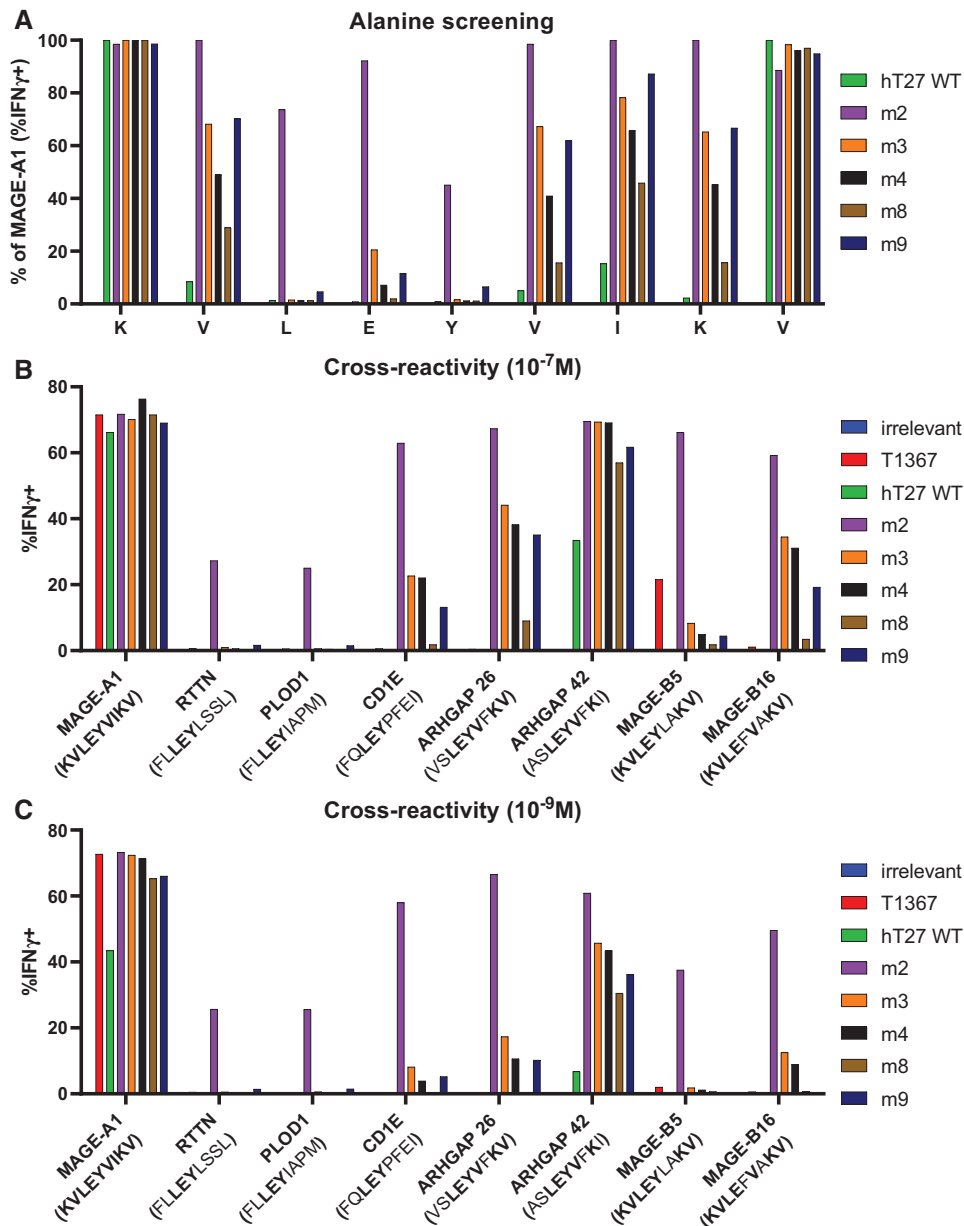 A
Alanine screening
% of MAGE-A1 (%IFNγ+)
100
80
60
40
20
0
K V L E Y V I K V
hT27 WT
m2
m3
m4
m8
m9
B
Cross-reactivity (10⁻⁷M)
%IFNγ+
80
60
40
20
0
MAGE-A1
(KVLEYVIKV)
RTTN
(FLLEYLSSL)
PLOD1
(FLLEYIAPM)
CD1E
(FQLEYPFEI)
ARHGAP 26
(VSLEYVFKV)
ARHGAP 42
(ASLEYVFKI)
MAGE-B5
(KVLEYLAKV)
MAGE-B16
(KVLEFVAKV)
irrelevant
T1367
hT27 WT
m2
m3
m4
m8
m9
C
Cross-reactivity (10⁻⁹M)
%IFNγ+
80
60
40
20
0
MAGE-A1
(KVLEYVIKV)
RTTN
(FLLEYLSSL)
PLOD1
(FLLEYIAPM)
CD1E
(FQLEYPFEI)
ARHGAP 26
(VSLEYVFKV)
ARHGAP 42
(ASLEYVFKI)
MAGE-B5
(KVLEYLAKV)
MAGE-B16
(KVLEFVAKV)
irrelevant
T1367
hT27 WT
m2
m3
m4
m8
m9